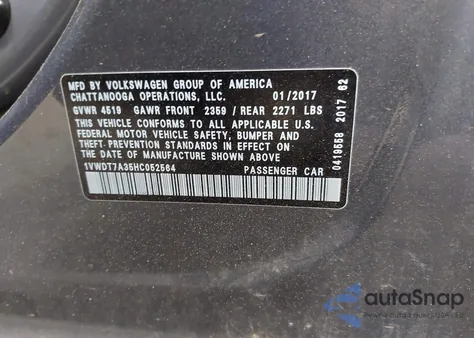 MFD BY VOLKSWAGEN GROUP OF AMERICA
CHATTANOOGA OPERATIONS, LLC. 01/2017
GVWR 4519 GAWR FRONT 2359 / REAR 2271 LBS
THIS VEHICLE CONFORMS TO ALL APPLICABLE U.S.
FEDERAL MOTOR VEHICLE SAFETY, BUMPER AND
THEFT PREVENTION STANDARDS IN EFFECT ON
THE DATE OF MANUFACTURE SHOWN ABOVE.
1VWDT7A35HC052564 PASSENGER CAR
0419558 2017 62
autoSnap